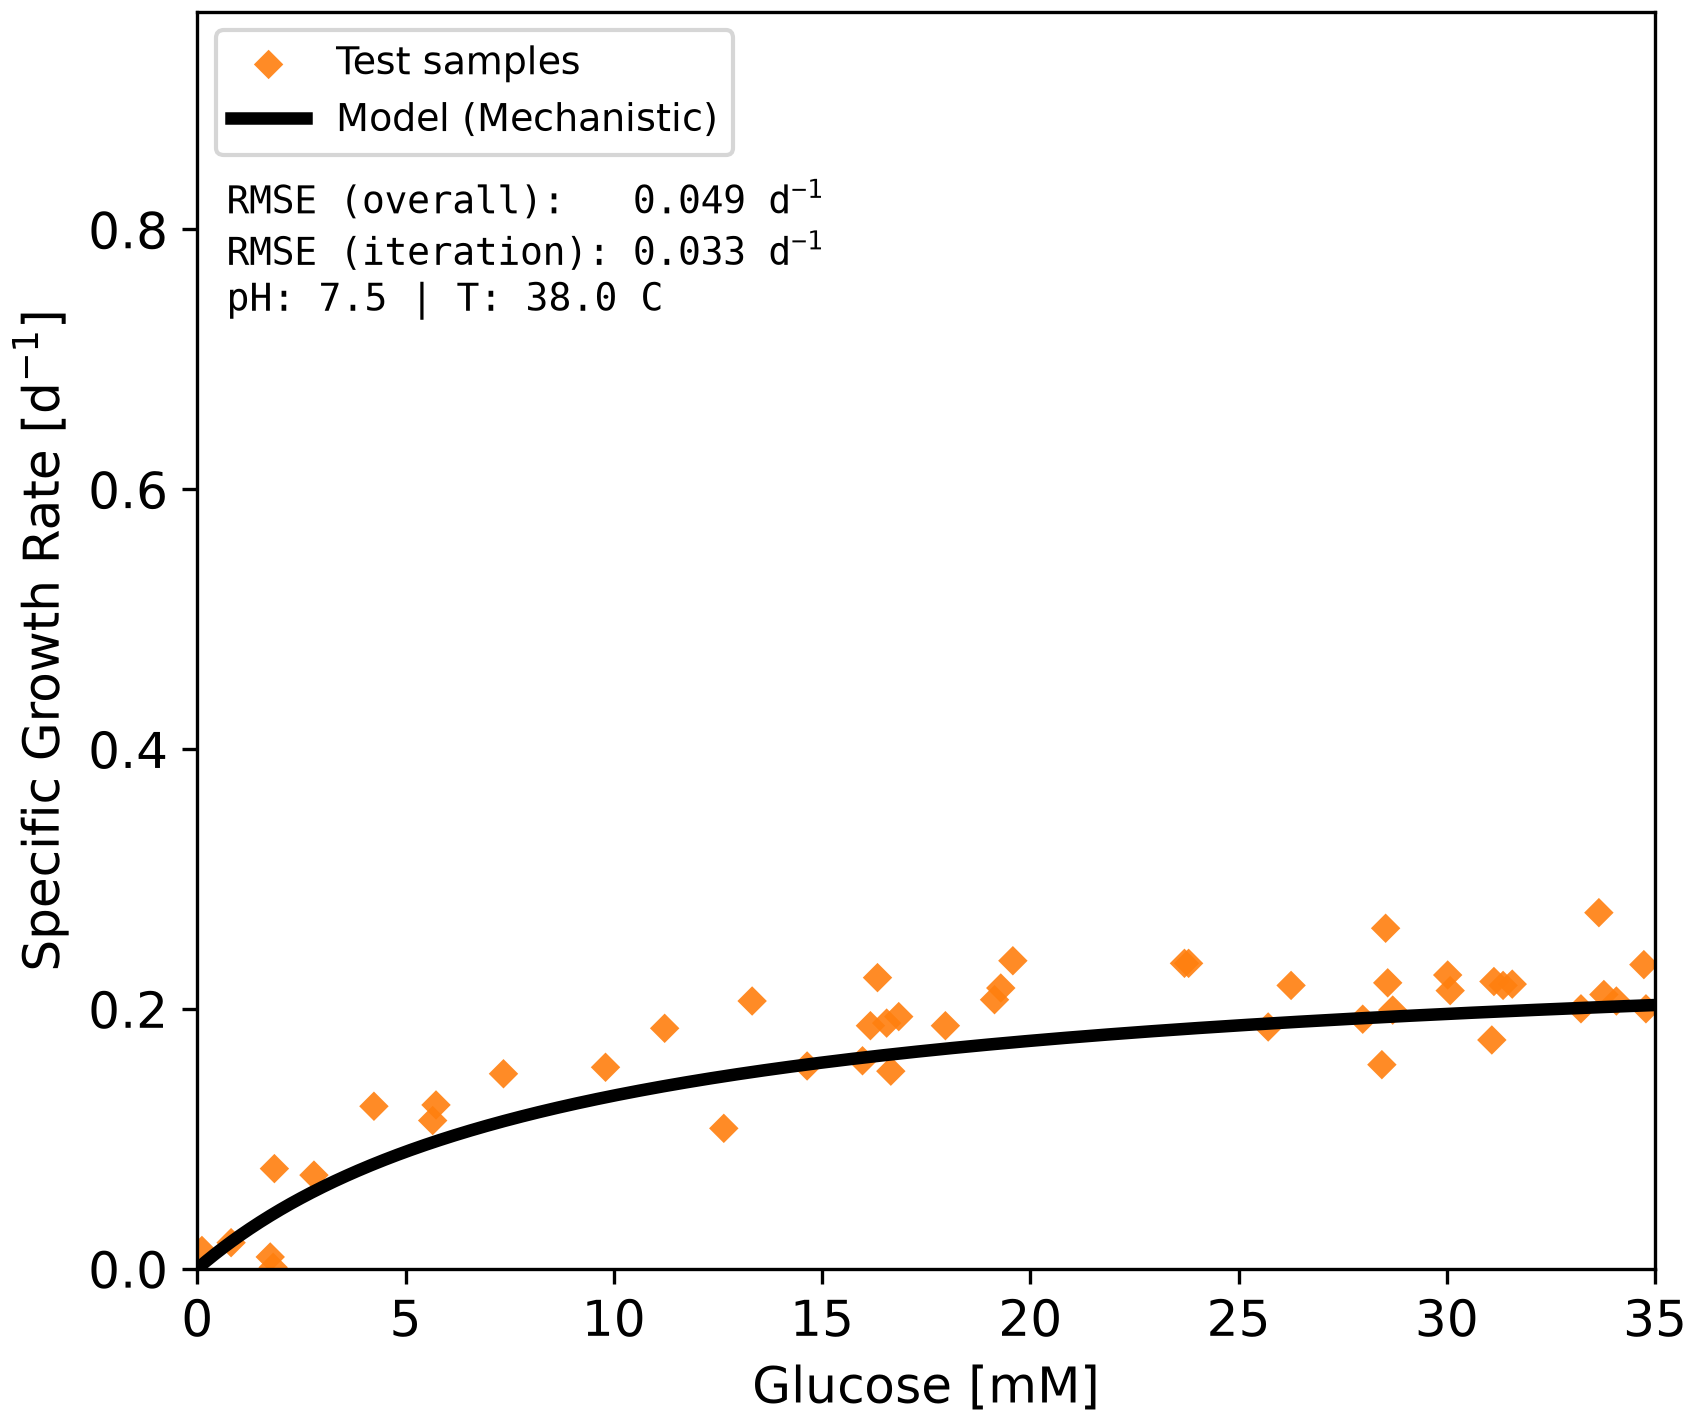 Test samples
Model (Mechanistic)
RMSE (overall): 0.049 d⁻¹
RMSE (iteration): 0.033 d⁻¹
pH: 7.5 | T: 38.0 C
Specific Growth Rate [d⁻¹]
0.8
0.6
0.4
0.2
0.0
0 5 10 15 20 25 30 35
Glucose [mM]